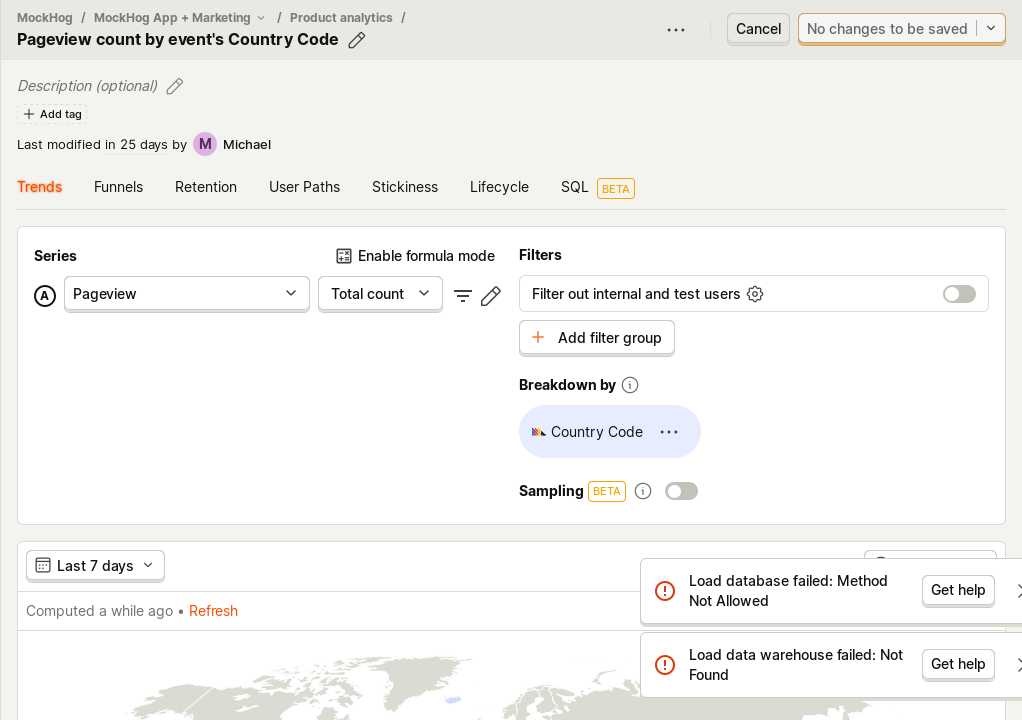 MockHog / MockHog App + Marketing / Product analytics /
Pageview count by event's Country Code
Cancel
No changes to be saved
Description (optional)
Add tag
Last modified in 25 days by M Michael
Trends Funnels Retention User Paths Stickiness Lifecycle SQL BETA
Series
Enable formula mode
A Pageview Total count
Filters
Filter out internal and test users
Add filter group
Breakdown by
Country Code
Sampling BETA
Last 7 days
Computed a while ago • Refresh
Load database failed: Method
Not Allowed
Get help
Load data warehouse failed: Not
Found
Get help